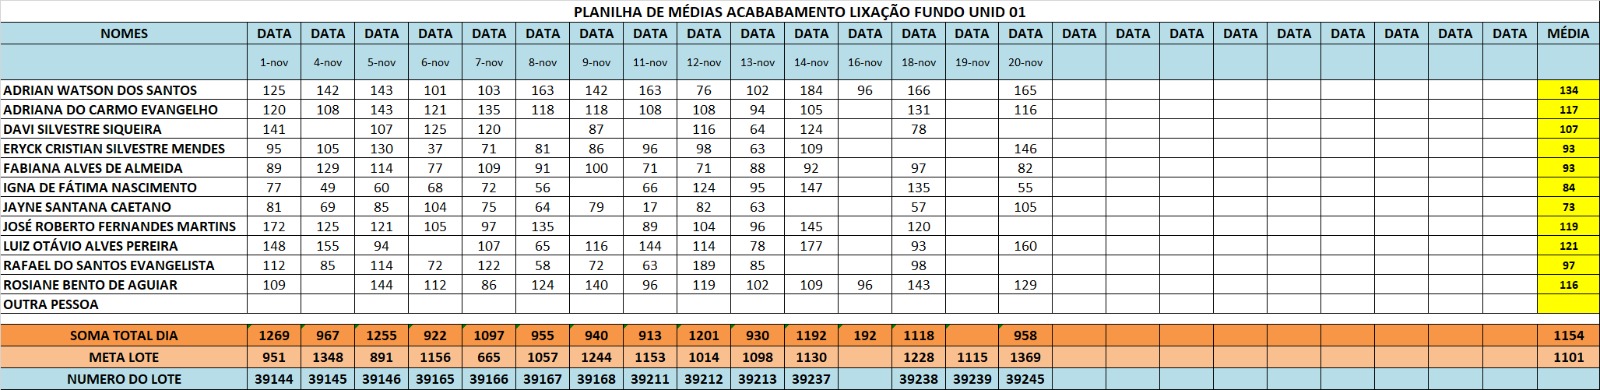 PLANILHA DE MÉDIAS ACABABAMENTO LIXAÇÃO FUNDO UNID 01
NOMES DATA DATA DATA DATA DATA DATA DATA DATA DATA DATA DATA DATA DATA DATA DATA DATA DATA DATA DATA DATA DATA DATA DATA DATA MÉDIA
1-nov 4-nov 5-nov 6-nov 7-nov 8-nov 9-nov 11-nov 12-nov 13-nov 14-nov 16-nov 18-nov 19-nov 20-nov
ADRIAN WATSON DOS SANTOS 125 142 143 101 103 163 142 163 76 102 184 96 166 165 134
ADRIANA DO CARMO EVANGELHO 120 108 143 121 135 118 118 108 108 94 105 131 116 117
DAVI SILVESTRE SIQUEIRA 141 107 125 120 87 116 64 124 78 107
ERYCK CRISTIAN SILVESTRE MENDES 95 105 130 37 71 81 86 96 98 63 109 146 93
FABIANA ALVES DE ALMEIDA 89 129 114 77 109 91 100 71 71 88 92 97 82 93
IGNA DE FÁTIMA NASCIMENTO 77 49 60 68 72 56 66 124 95 147 135 55 84
JAYNE SANTANA CAETANO 81 69 85 104 75 64 79 17 82 63 57 105 73
JOSÉ ROBERTO FERNANDES MARTINS 172 125 121 105 97 135 89 104 96 145 120 119
LUIZ OTÁVIO ALVES PEREIRA 148 155 94 107 65 116 144 114 78 177 93 160 121
RAFAEL DO SANTOS EVANGELISTA 112 85 114 72 122 58 72 63 189 85 98 97
ROSIANE BENTO DE AGUIAR 109 144 112 86 124 140 96 119 102 109 96 143 129 116
OUTRA PESSOA
SOMA TOTAL DIA 1269 967 1255 922 1097 955 940 913 1201 930 1192 192 1118 958 1154
META LOTE 951 1348 891 1156 665 1057 1244 1153 1014 1098 1130 1228 1115 1369 1101
NUMERO DO LOTE 39144 39145 39146 39165 39166 39167 39168 39211 39212 39213 39237 39238 39239 39245